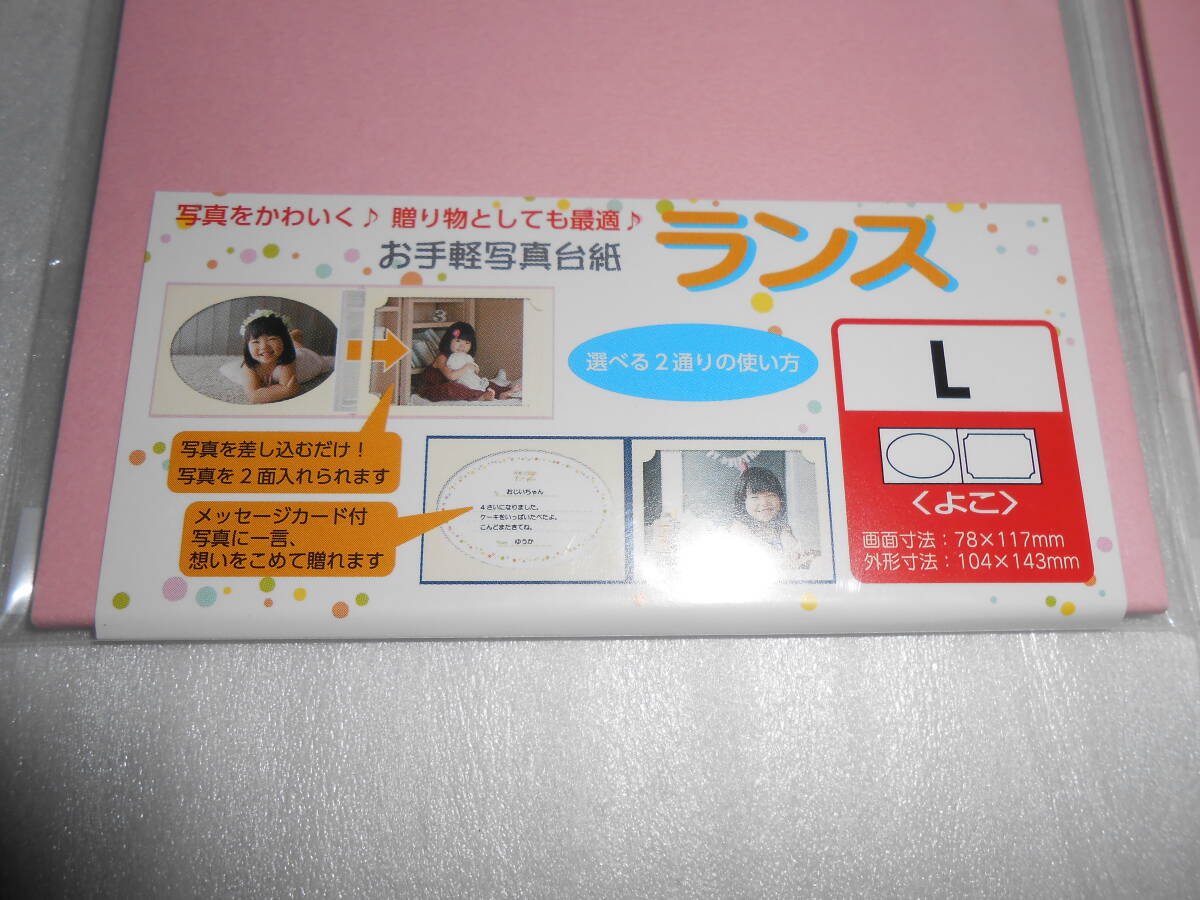 写真をかわいく♪ 贈り物としても最適♪
お手軽写真台紙 ランス
選べる2通りの使い方
写真を差し込むだけ！
写真を2面入れられます
メッセージカード付
写真に一言、
想いをこめて贈れます
おじいちゃん
4さいになりました。
ケーキをいっぱいたべたよ。
こんどまたきてね。
ゆうか
3
L
〈よこ〉
画面寸法：78×117mm
外形寸法：104×143mm